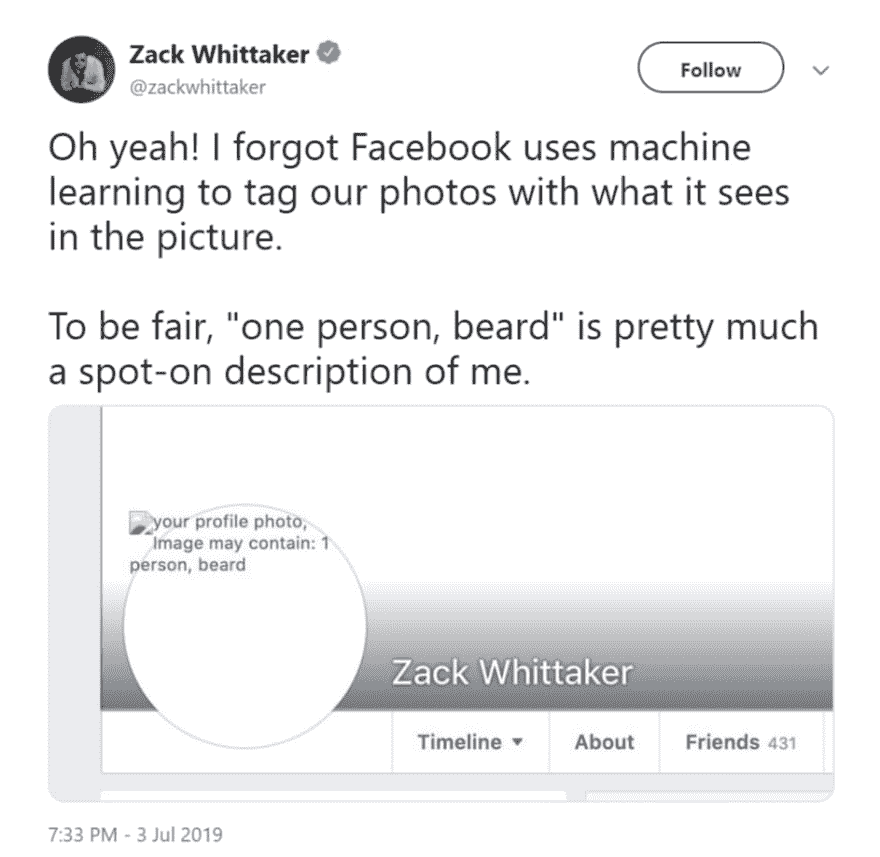 Zack Whittaker
@zackwhittaker
Follow
Oh yeah! I forgot Facebook uses machine
learning to tag our photos with what it sees
in the picture.
To be fair, "one person, beard" is pretty much
a spot-on description of me.
your profile photo,
Image may contain: 1
person, beard
Zack Whittaker
Timeline
About
Friends 431
7:33 PM - 3 Jul 2019